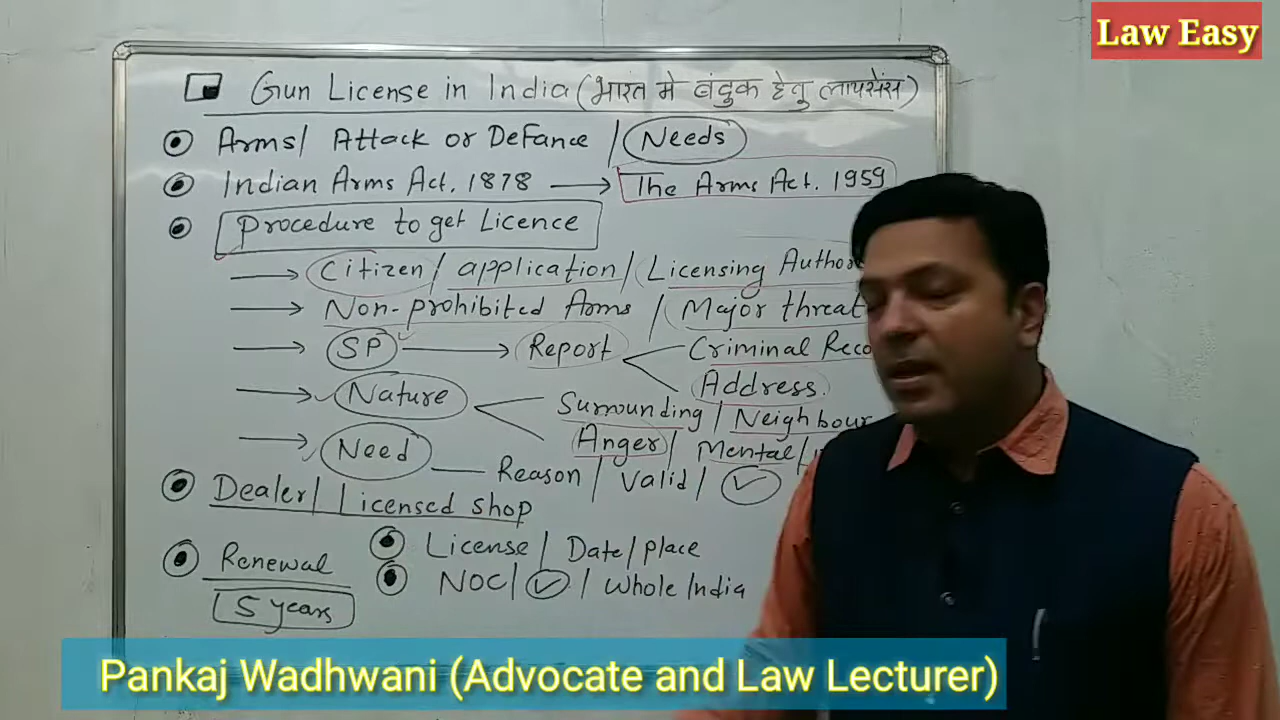 Law Easy
Gun License in India (भारत मे बंदुक हेतु लायसेंस)
Arms/ Attack or Defance / Needs
Indian Arms Act. 1878 → The Arms Act. 1959
Procedure to get Licence
→ Citizen / application / Licensing Autho
→ Non-prohibited Arms / Major threat
→ SP → Report Criminal Reco
Address.
→ Nature Surrounding / Neighbour
Anger / Mental /
→ Need Reason / Valid / ✓
Dealer / Licensed shop
Renewal License / Date / place
5 years NOC / ✓ / Whole India
Pankaj Wadhwani (Advocate and Law Lecturer)